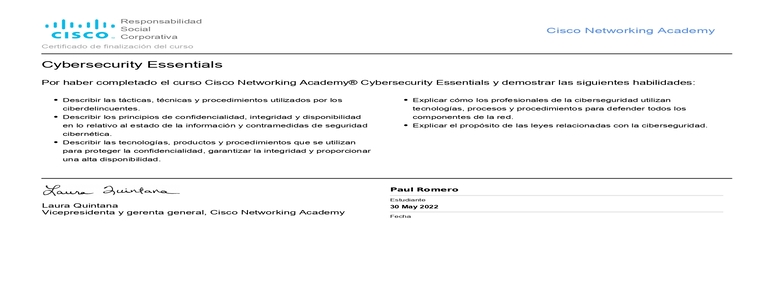 Responsabilidad
Social
Corporativa
CISCO
Cisco Networking Academy
Certificado de finalización del curso
Cybersecurity Essentials
Por haber completado el curso Cisco Networking Academy® Cybersecurity Essentials y demostrar las siguientes habilidades:
• Describir las tácticas, técnicas y procedimientos utilizados por los
ciberdelincuentes.
• Describir los principios de confidencialidad, integridad y disponibilidad
en lo relativo al estado de la información y contramedidas de seguridad
cibernética.
• Describir las tecnologías, productos y procedimientos que se utilizan
para proteger la confidencialidad, garantizar la integridad y proporcionar
una alta disponibilidad.
• Explicar cómo los profesionales de la ciberseguridad utilizan
tecnologías, procesos y procedimientos para defender todos los
componentes de la red.
• Explicar el propósito de las leyes relacionadas con la ciberseguridad.
Laura Quintana
Laura Quintana
Vicepresidenta y gerenta general, Cisco Networking Academy
Paul Romero
Estudiante
30 May 2022
Fecha